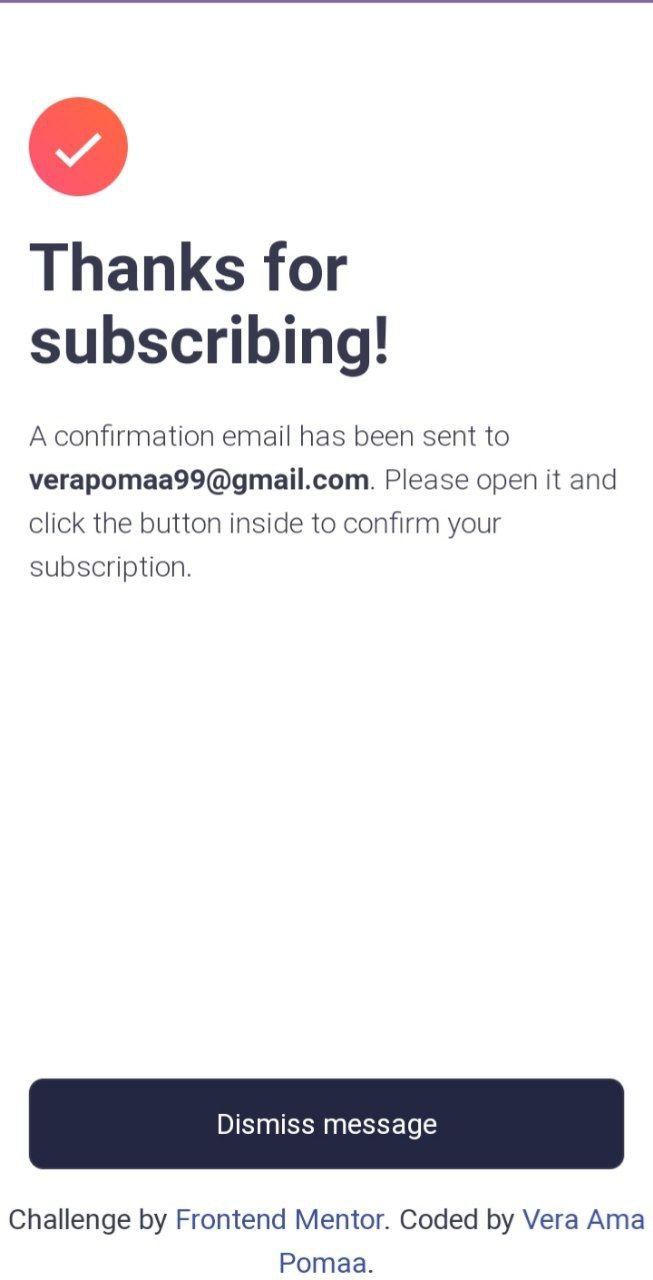 Thanks for
subscribing!
A confirmation email has been sent to
verapomaa99@gmail.com. Please open it and
click the button inside to confirm your
subscription.
Dismiss message
Challenge by Frontend Mentor. Coded by Vera Ama
Pomaa.